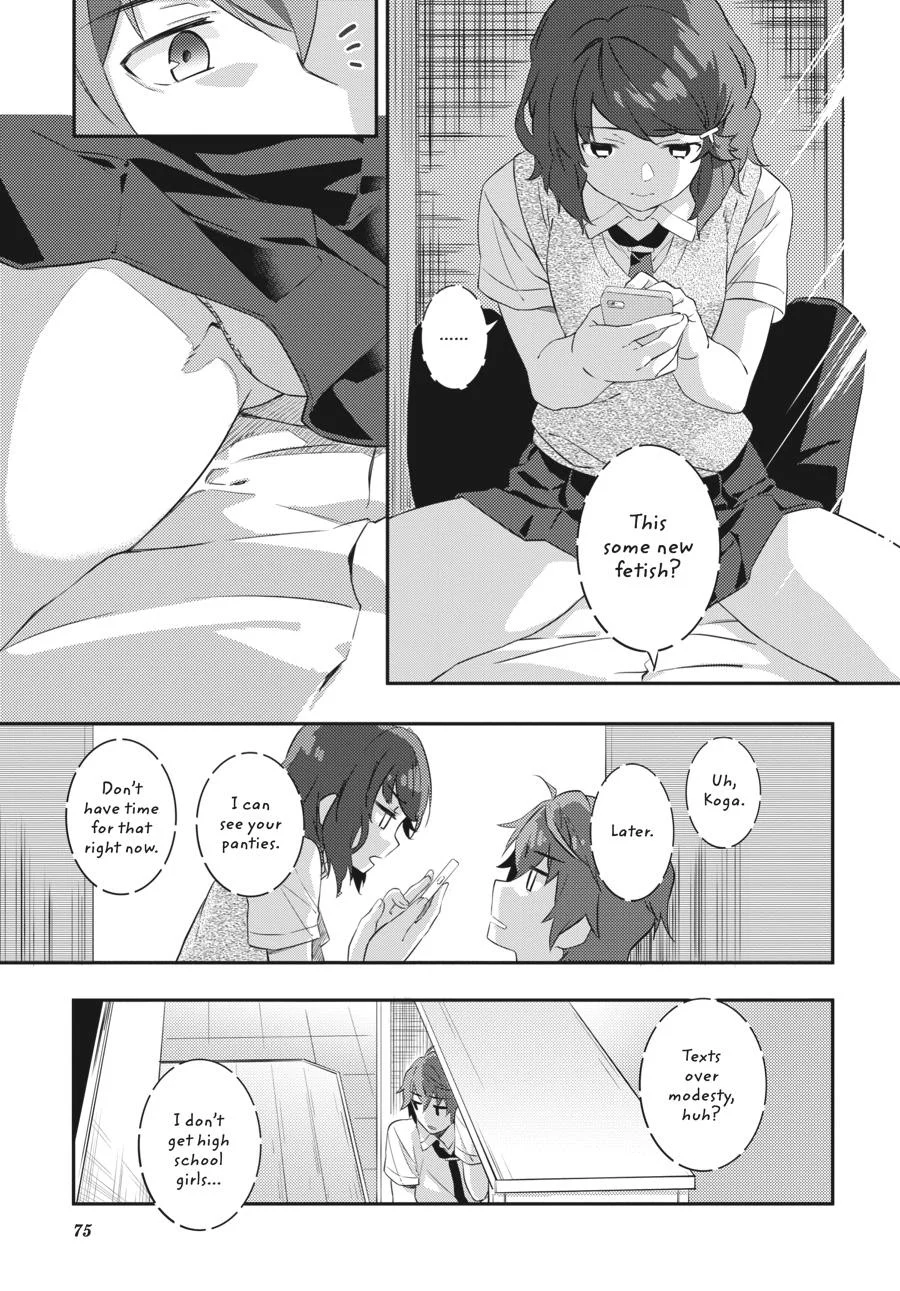 ......
This
some new
fetish?
Uh,
Koga.
Later.
I can
see your
panties.
Don't
have time
for that
right now.
Texts
over
modesty,
huh?
I don't
get high
school
girls...
75